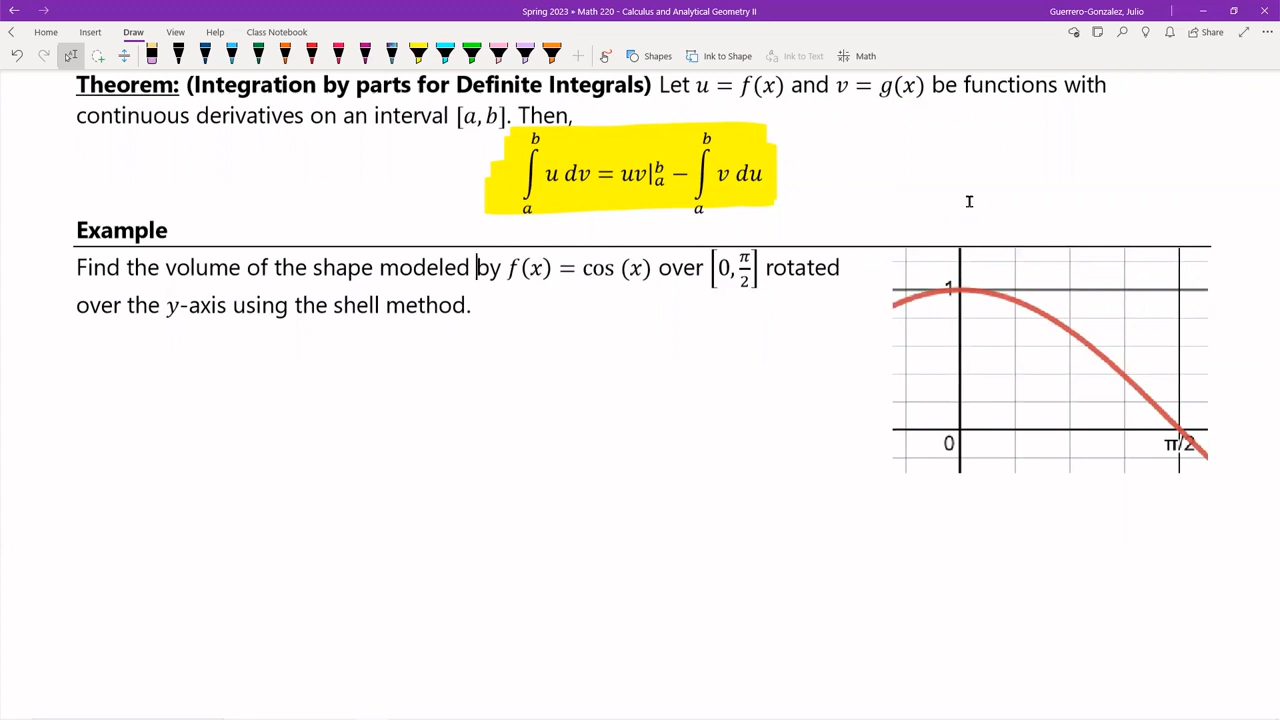 Spring 2023 » Math 220 - Calculus and Analytical Geometry II
Guerrero-Gonzalez, Julio
Home Insert Draw View Help Class Notebook
Share
Shapes Ink to Shape Ink to Text Math
Theorem: (Integration by parts for Definite Integrals) Let u = f(x) and v = g(x) be functions with
continuous derivatives on an interval [a, b]. Then,
∫_a^b u dv = uv|_a^b − ∫_a^b v du
Example
Find the volume of the shape modeled by f(x) = cos (x) over [0, π/2] rotated
over the y-axis using the shell method.
1
0 π/2